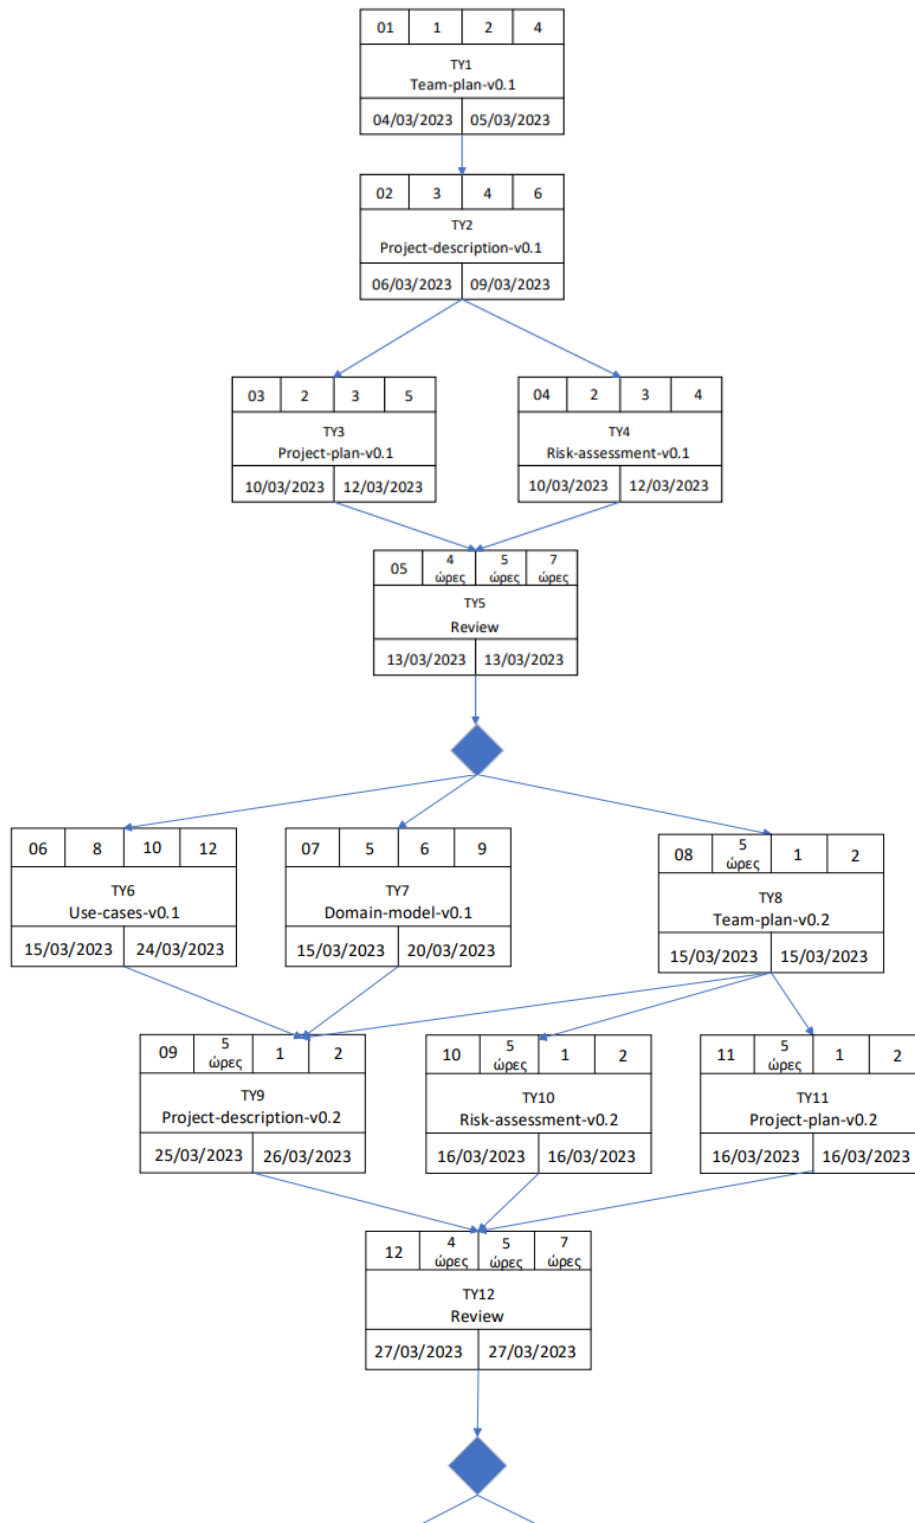 01 1 2 4
TY1
Team-plan-v0.1
04/03/2023 05/03/2023
02 3 4 6
TY2
Project-description-v0.1
06/03/2023 09/03/2023
03 2 3 5
TY3
Project-plan-v0.1
10/03/2023 12/03/2023
04 2 3 4
TY4
Risk-assessment-v0.1
10/03/2023 12/03/2023
05 4 ώρες 5 ώρες 7 ώρες
TY5
Review
13/03/2023 13/03/2023
06 8 10 12
TY6
Use-cases-v0.1
15/03/2023 24/03/2023
07 5 6 9
TY7
Domain-model-v0.1
15/03/2023 20/03/2023
08 5 ώρες 1 2
TY8
Team-plan-v0.2
15/03/2023 15/03/2023
09 5 ώρες 1 2
TY9
Project-description-v0.2
25/03/2023 26/03/2023
10 5 ώρες 1 2
TY10
Risk-assessment-v0.2
16/03/2023 16/03/2023
11 5 ώρες 1 2
TY11
Project-plan-v0.2
16/03/2023 16/03/2023
12 4 ώρες 5 ώρες 7 ώρες
TY12
Review
27/03/2023 27/03/2023